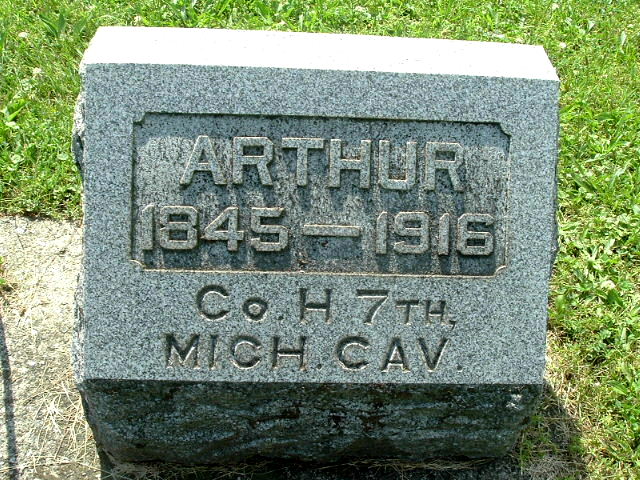 ARTHUR
1845 — 1916
Co. H 7TH,
MICH. CAV.